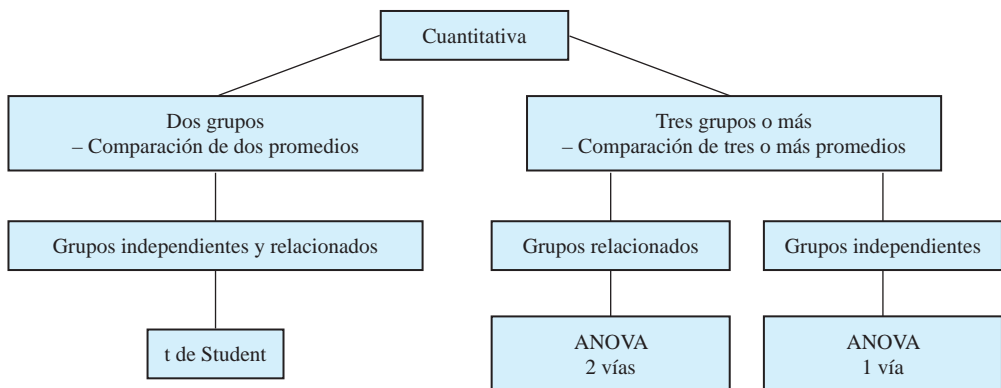 Cuantitativa
Dos grupos
– Comparación de dos promedios
Tres grupos o más
– Comparación de tres o más promedios
Grupos independientes y relacionados
Grupos relacionados
Grupos independientes
t de Student
ANOVA
2 vías
ANOVA
1 vía